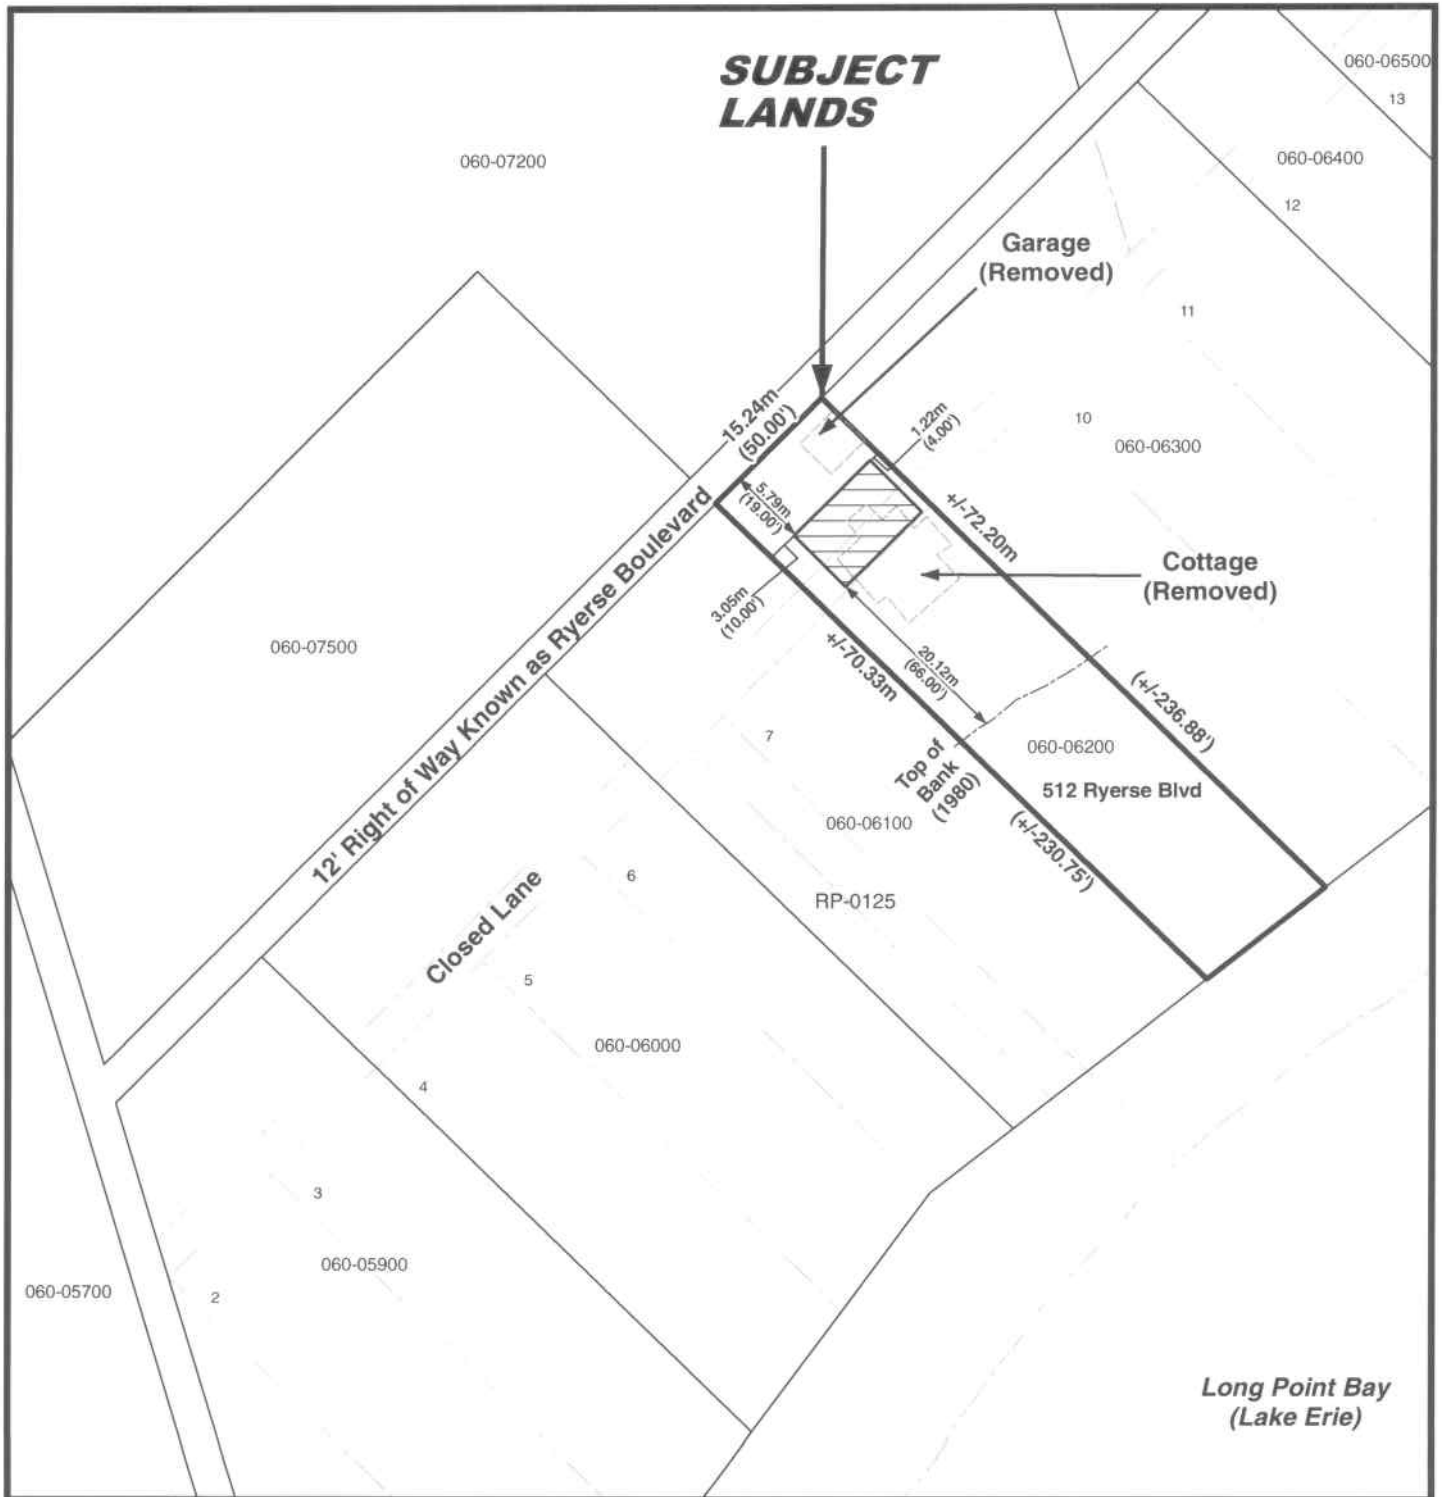 SUBJECT
LANDS
060-06500
13
060-07200
060-06400
12
Garage
(Removed)
11
15.24m
(50.00')
1.22m
(4.00')
10
060-06300
5.79m
(19.00')
+/-72.20m
Cottage
(Removed)
3.05m
(10.00')
12' Right of Way Known as Ryerse Boulevard
060-07500
+/-70.33m
20.12m
(66.00')
(+/-236.88')
7
Top of
Bank
(1980)
060-06200
512 Ryerse Blvd
060-06100
(+/-230.75')
6
RP-0125
Closed Lane
5
060-06000
4
3
060-05900
060-05700
2
Long Point Bay
(Lake Erie)